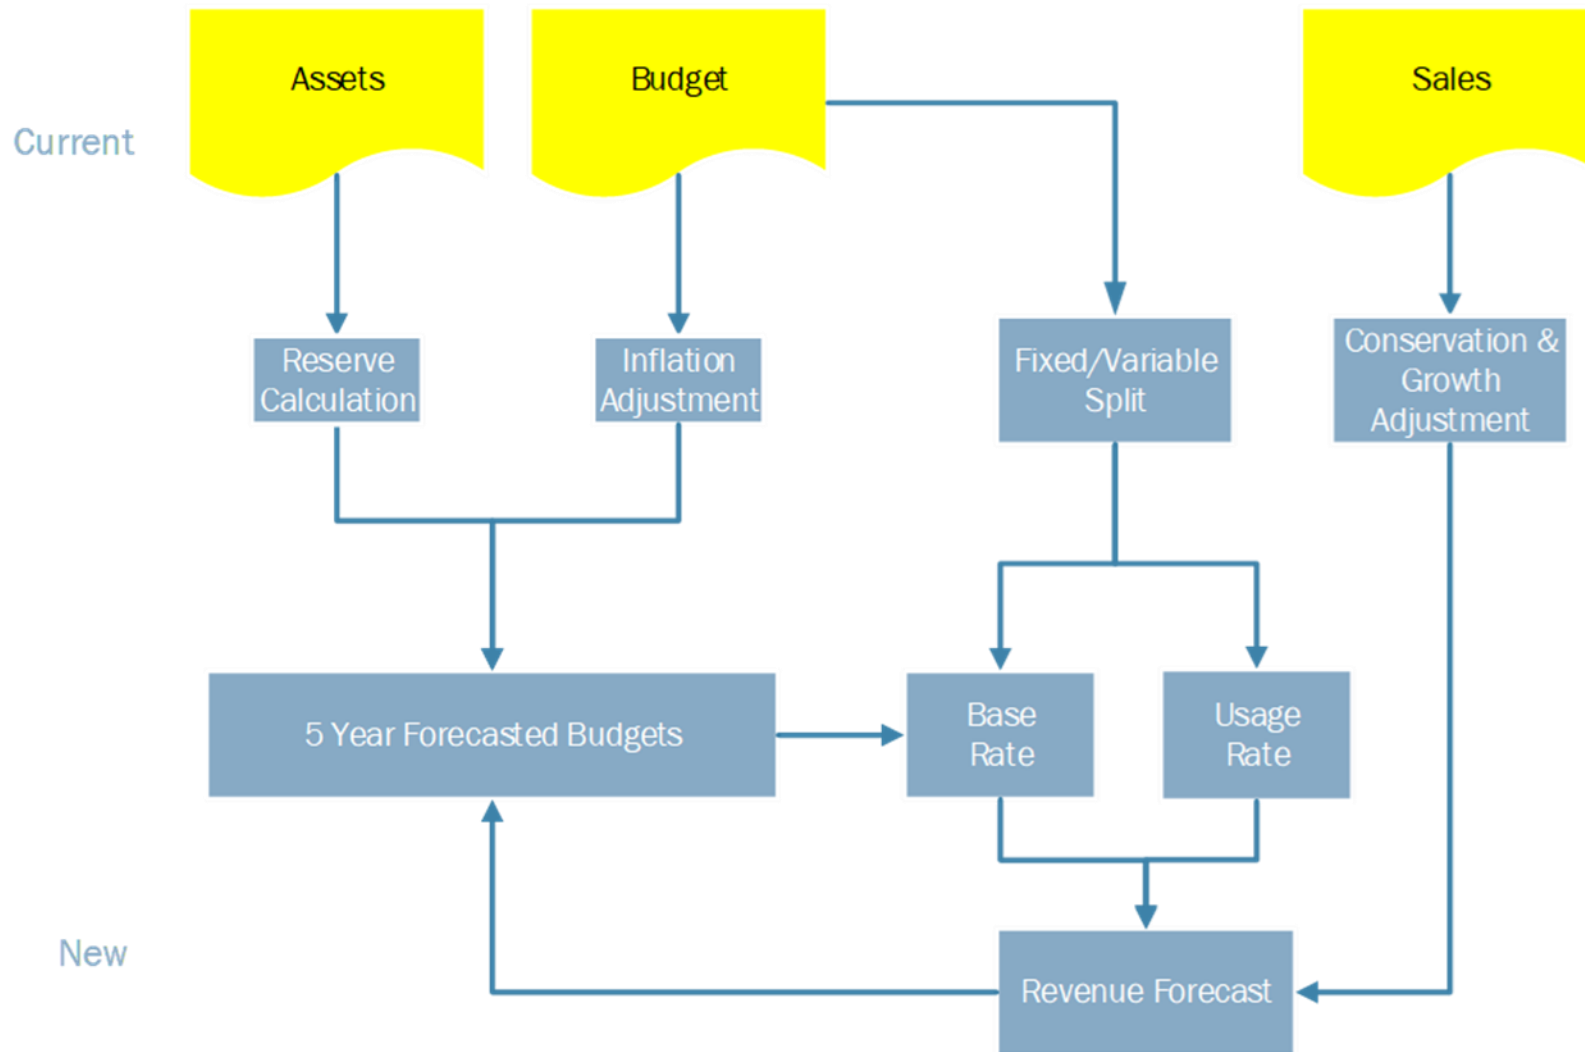 Assets
Budget
Sales
Current
Reserve
Calculation
Inflation
Adjustment
Fixed/Variable
Split
Conservation &
Growth
Adjustment
5 Year Forecasted Budgets
Base
Rate
Usage
Rate
New
Revenue Forecast